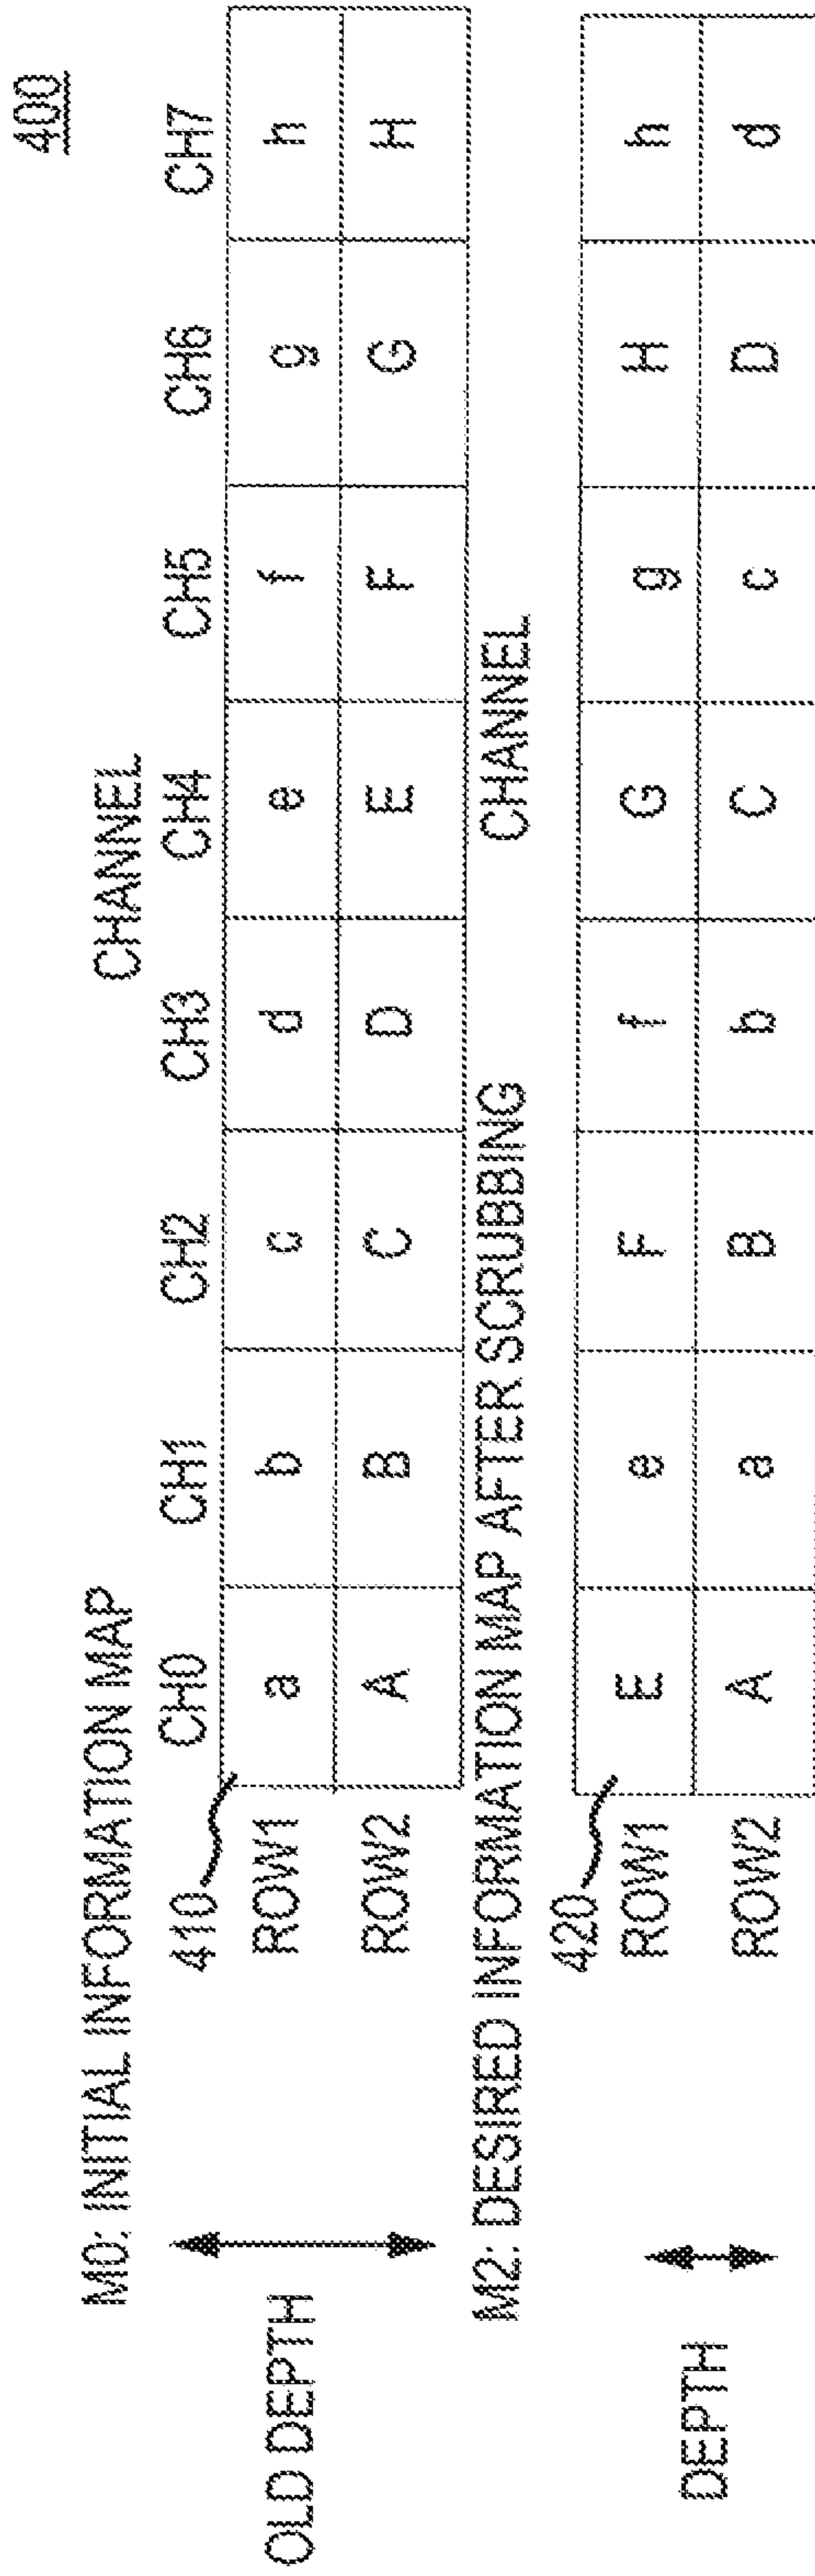 400
M0: INITIAL INFORMATION MAP
CHANNEL
CH0 CH1 CH2 CH3 CH4 CH5 CH6 CH7
410
OLD DEPTH
ROW1 a b c d e f g h
ROW2 A B C D E F G H
M2: DESIRED INFORMATION MAP AFTER SCRUBBING
CHANNEL
420
DEPTH
ROW1 E e F f G g H h
ROW2 A a B b C c D d